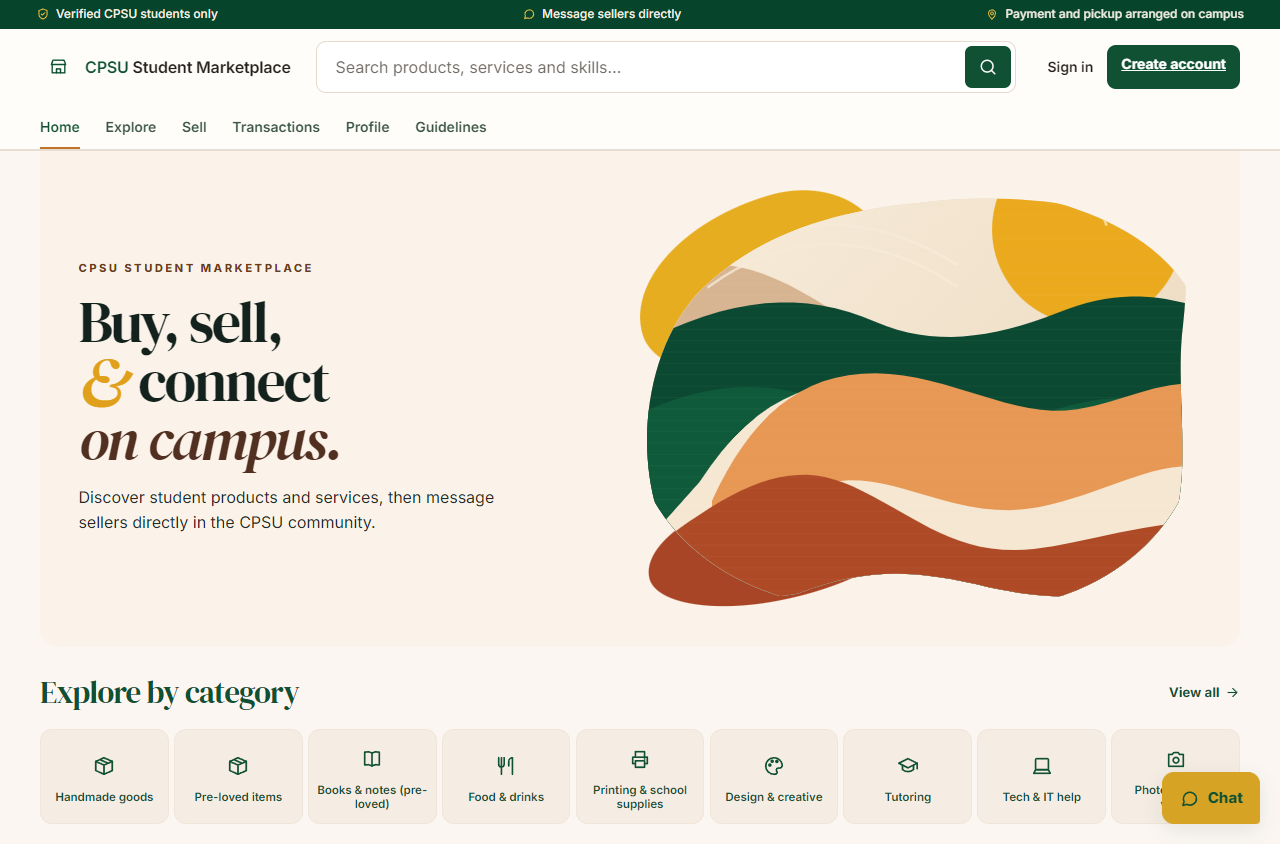 Verified CPSU students only
Message sellers directly
Payment and pickup arranged on campus
CPSU Student Marketplace
Search products, services and skills...
Sign in
Create account
Home
Explore
Sell
Transactions
Profile
Guidelines
CPSU STUDENT MARKETPLACE
Buy, sell,
& connect
on campus.
Discover student products and services, then message
sellers directly in the CPSU community.
Explore by category
View all
Handmade goods
Pre-loved items
Books & notes (pre-
loved)
Food & drinks
Printing & school
supplies
Design & creative
Tutoring
Tech & IT help
Chat